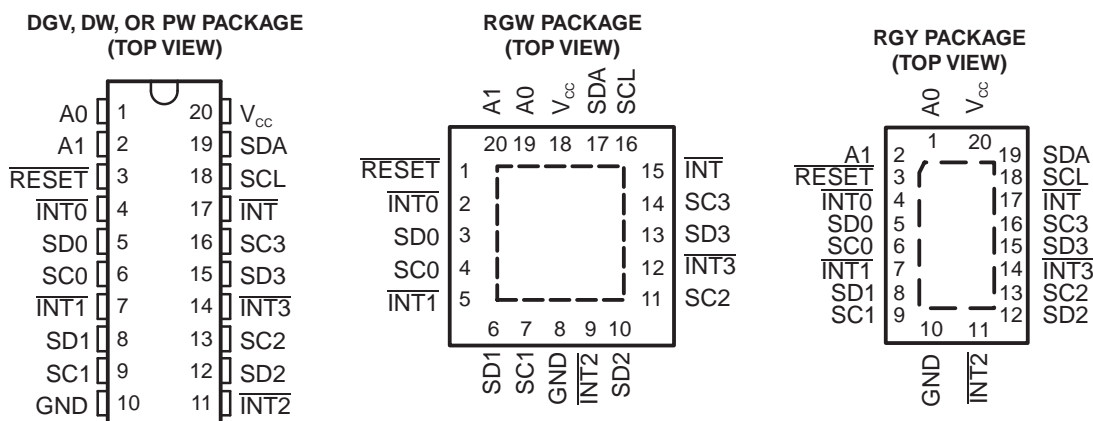 DGV, DW, OR PW PACKAGE
(TOP VIEW)
A0 1 20 VCC
A1 2 19 SDA
RESET 3 18 SCL
INT0 4 17 INT
SD0 5 16 SC3
SC0 6 15 SD3
INT1 7 14 INT3
SD1 8 13 SC2
SC1 9 12 SD2
GND 10 11 INT2
RGW PACKAGE
(TOP VIEW)
A1 A0 VCC SDA SCL
20 19 18 17 16
RESET 1 15 INT
INT0 2 14 SC3
SD0 3 13 SD3
SC0 4 12 INT3
INT1 5 11 SC2
6 7 8 9 10
SD1 SC1 GND INT2 SD2
RGY PACKAGE
(TOP VIEW)
A0 VCC
1 20
A1 2 19 SDA
RESET 3 18 SCL
INT0 4 17 INT
SD0 5 16 SC3
SC0 6 15 SD3
INT1 7 14 INT3
SD1 8 13 SC2
SC1 9 12 SD2
10 11
GND INT2